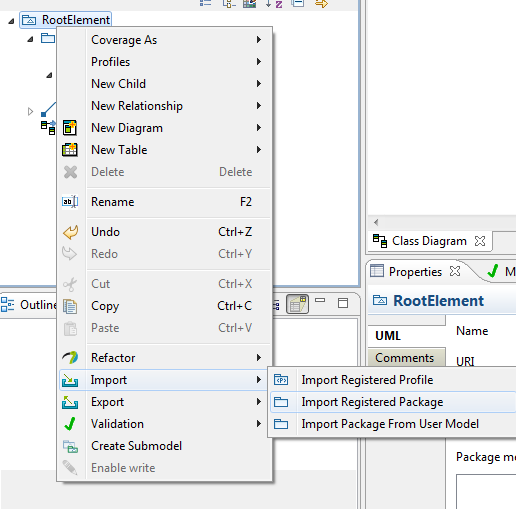 RootElement
Coverage As
Profiles
New Child
New Relationship
New Diagram
New Table
Delete Delete
Rename F2
Undo Ctrl+Z
Redo Ctrl+Y
Cut Ctrl+X
Copy Ctrl+C
Paste Ctrl+V
Refactor
Import
Export
Validation
Create Submodel
Enable write
Import Registered Profile
Import Registered Package
Import Package From User Model
Outline
Class Diagram
Properties M
RootElement
UML Name
Comments URI
Package me